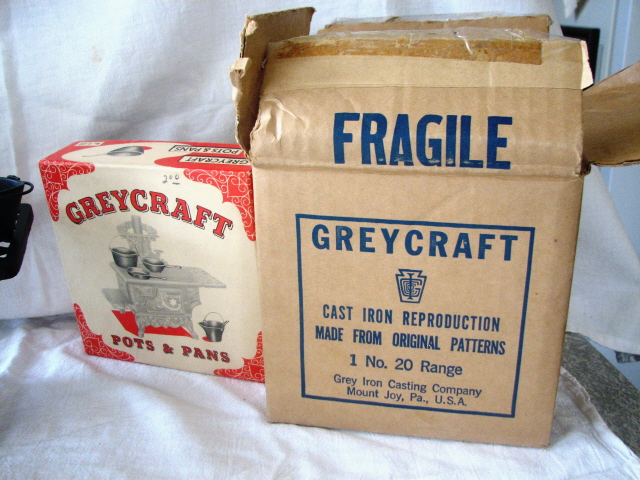 GREYCRAFT
POTS & PANS
200
GREYCRAFT
POTS & PANS
FRAGILE
GREYCRAFT
CAST IRON REPRODUCTION
MADE FROM ORIGINAL PATTERNS
1 No. 20 Range
Grey Iron Casting Company
Mount Joy, Pa., U.S.A.